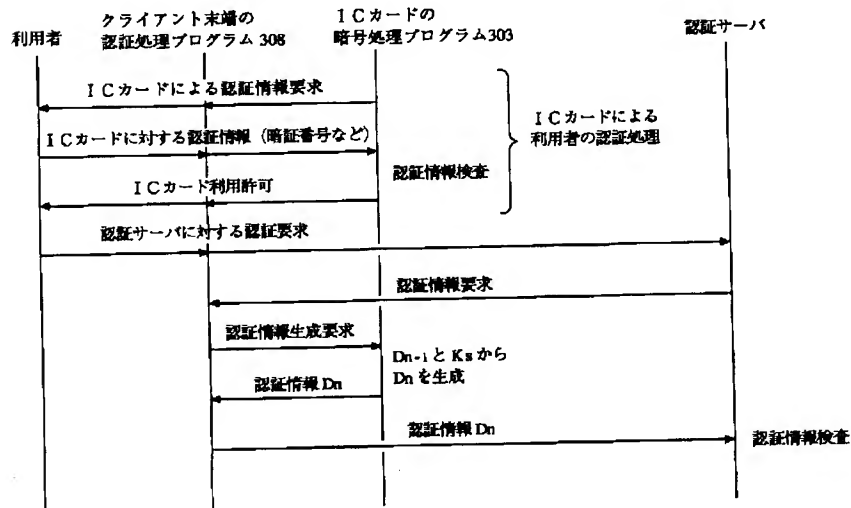 利用者
クライアント末端の
認証処理プログラム 308
ＩＣカードの
暗号処理プログラム303
認証サーバ
ＩＣカードによる認証情報要求
ＩＣカードに対する認証情報（暗証番号など）
認証情報検査
ＩＣカード利用許可
ＩＣカードによる
利用者の認証処理
認証サーバに対する認証要求
認証情報要求
認証情報生成要求
Dn-1と Ks から
Dn を生成
認証情報 Dn
認証情報 Dn
認証情報検査